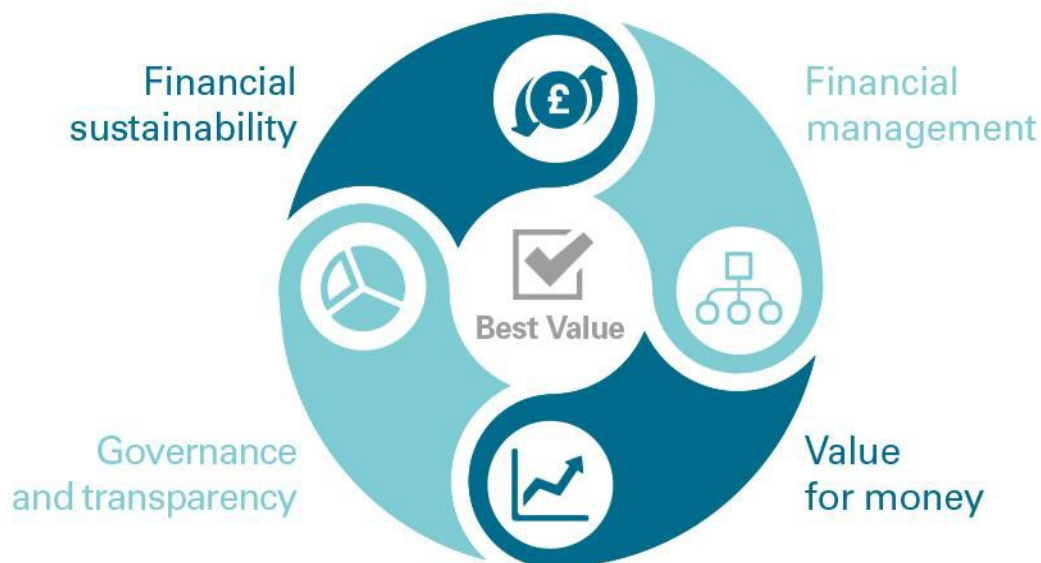 Financial
sustainability
Financial
management
£
Best Value
Governance
and transparency
Value
for money